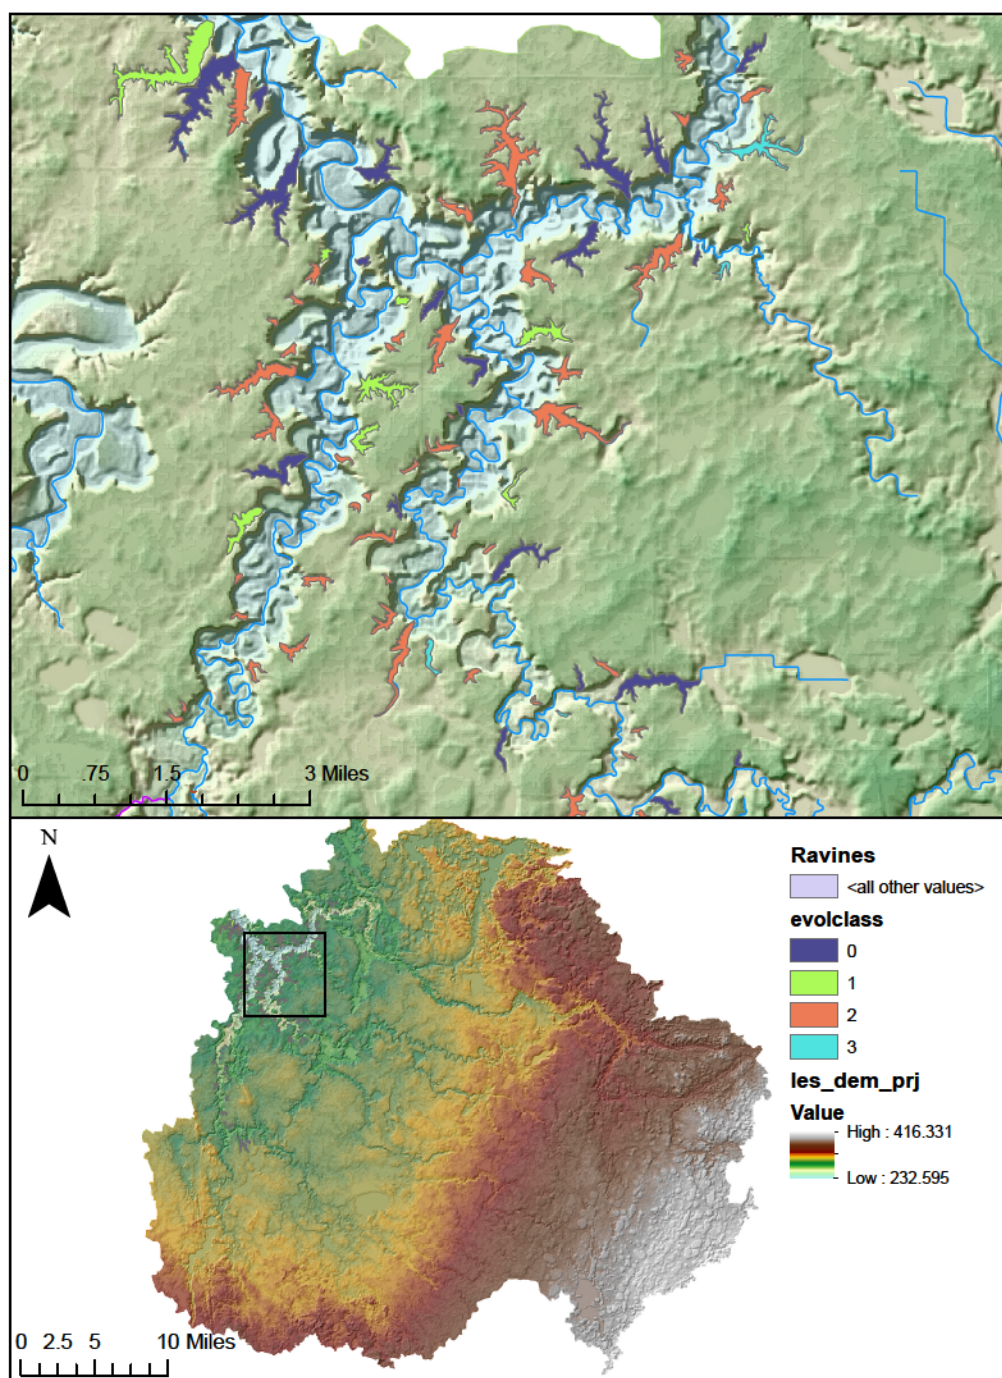 0 .75 1.5 3 Miles
N
Ravines
<all other values>
evolclass
0
1
2
3
les_dem_prj
Value
High : 416.331
Low : 232.595
0 2.5 5 10 Miles